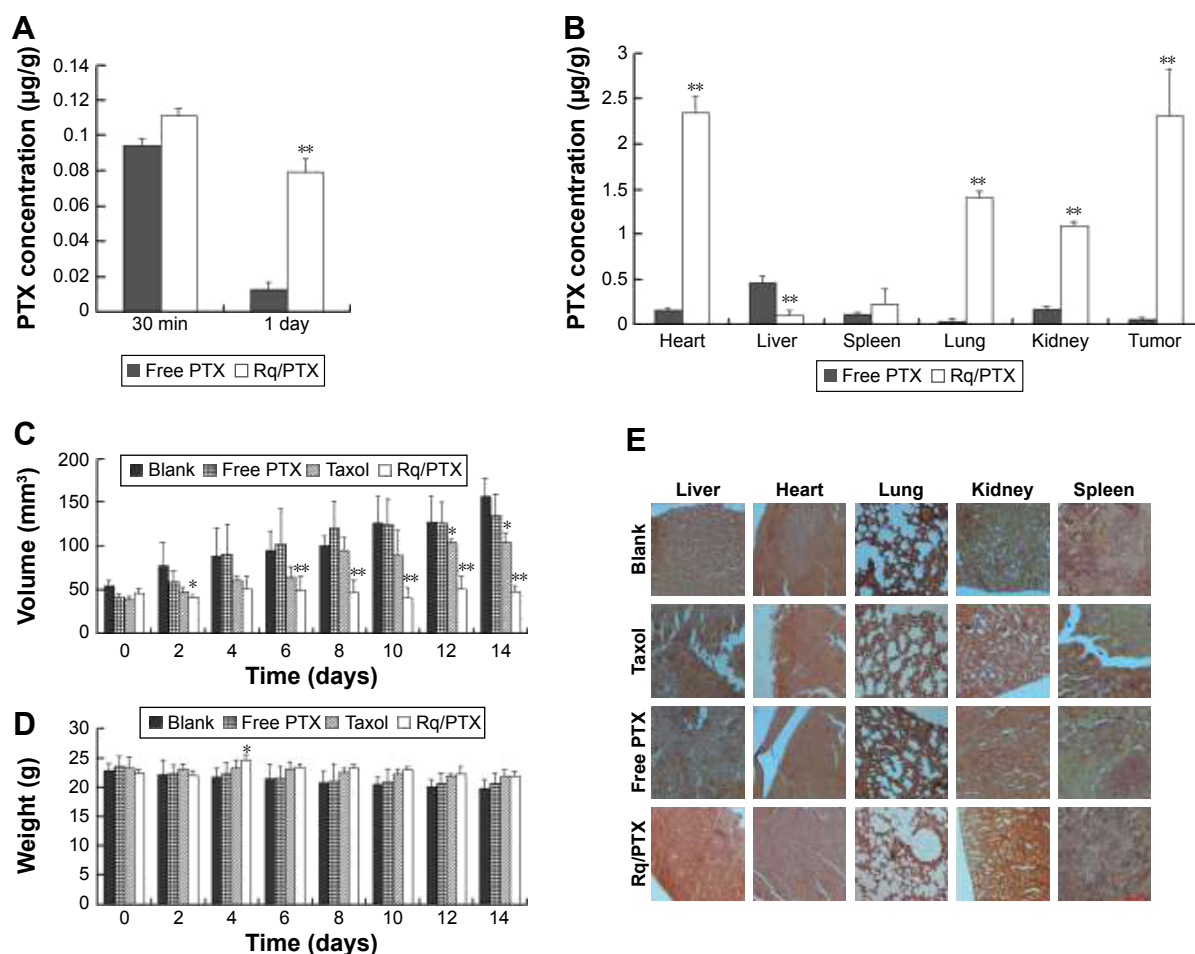 A
PTX concentration (µg/g)
0.14
0.12
0.1
0.08
0.06
0.04
0.02
0
**
30 min 1 day
Free PTX Rq/PTX
B
PTX concentration (µg/g)
3
2.5
2
1.5
1
0.5
0
** ** ** ** **
Heart Liver Spleen Lung Kidney Tumor
Free PTX Rq/PTX
C
Volume (mm³)
200
150
100
50
0
Blank Free PTX Taxol Rq/PTX
* ** ** ** * ** * **
0 2 4 6 8 10 12 14
Time (days)
D
Weight (g)
35
30
25
20
15
10
5
0
Blank Free PTX Taxol Rq/PTX
*
0 2 4 6 8 10 12 14
Time (days)
E
Liver Heart Lung Kidney Spleen
Blank
Taxol
Free PTX
Rq/PTX